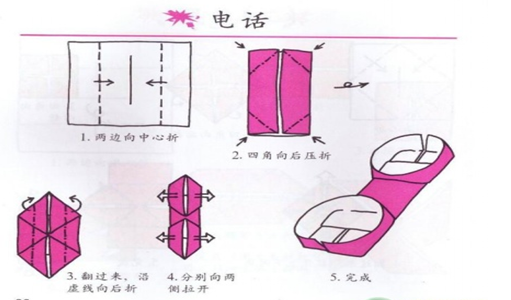 电话
1. 两边向中心折
2. 四角向后压折
3. 翻过来，沿
虚线向后折
4. 分别向两
侧拉开
5. 完成